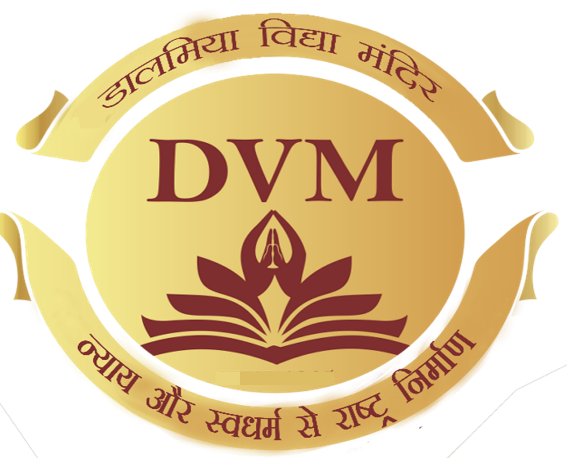 डालमिया विद्या मंदिर
DVM
न्याय और स्वधर्म से राष्ट्र निर्माण